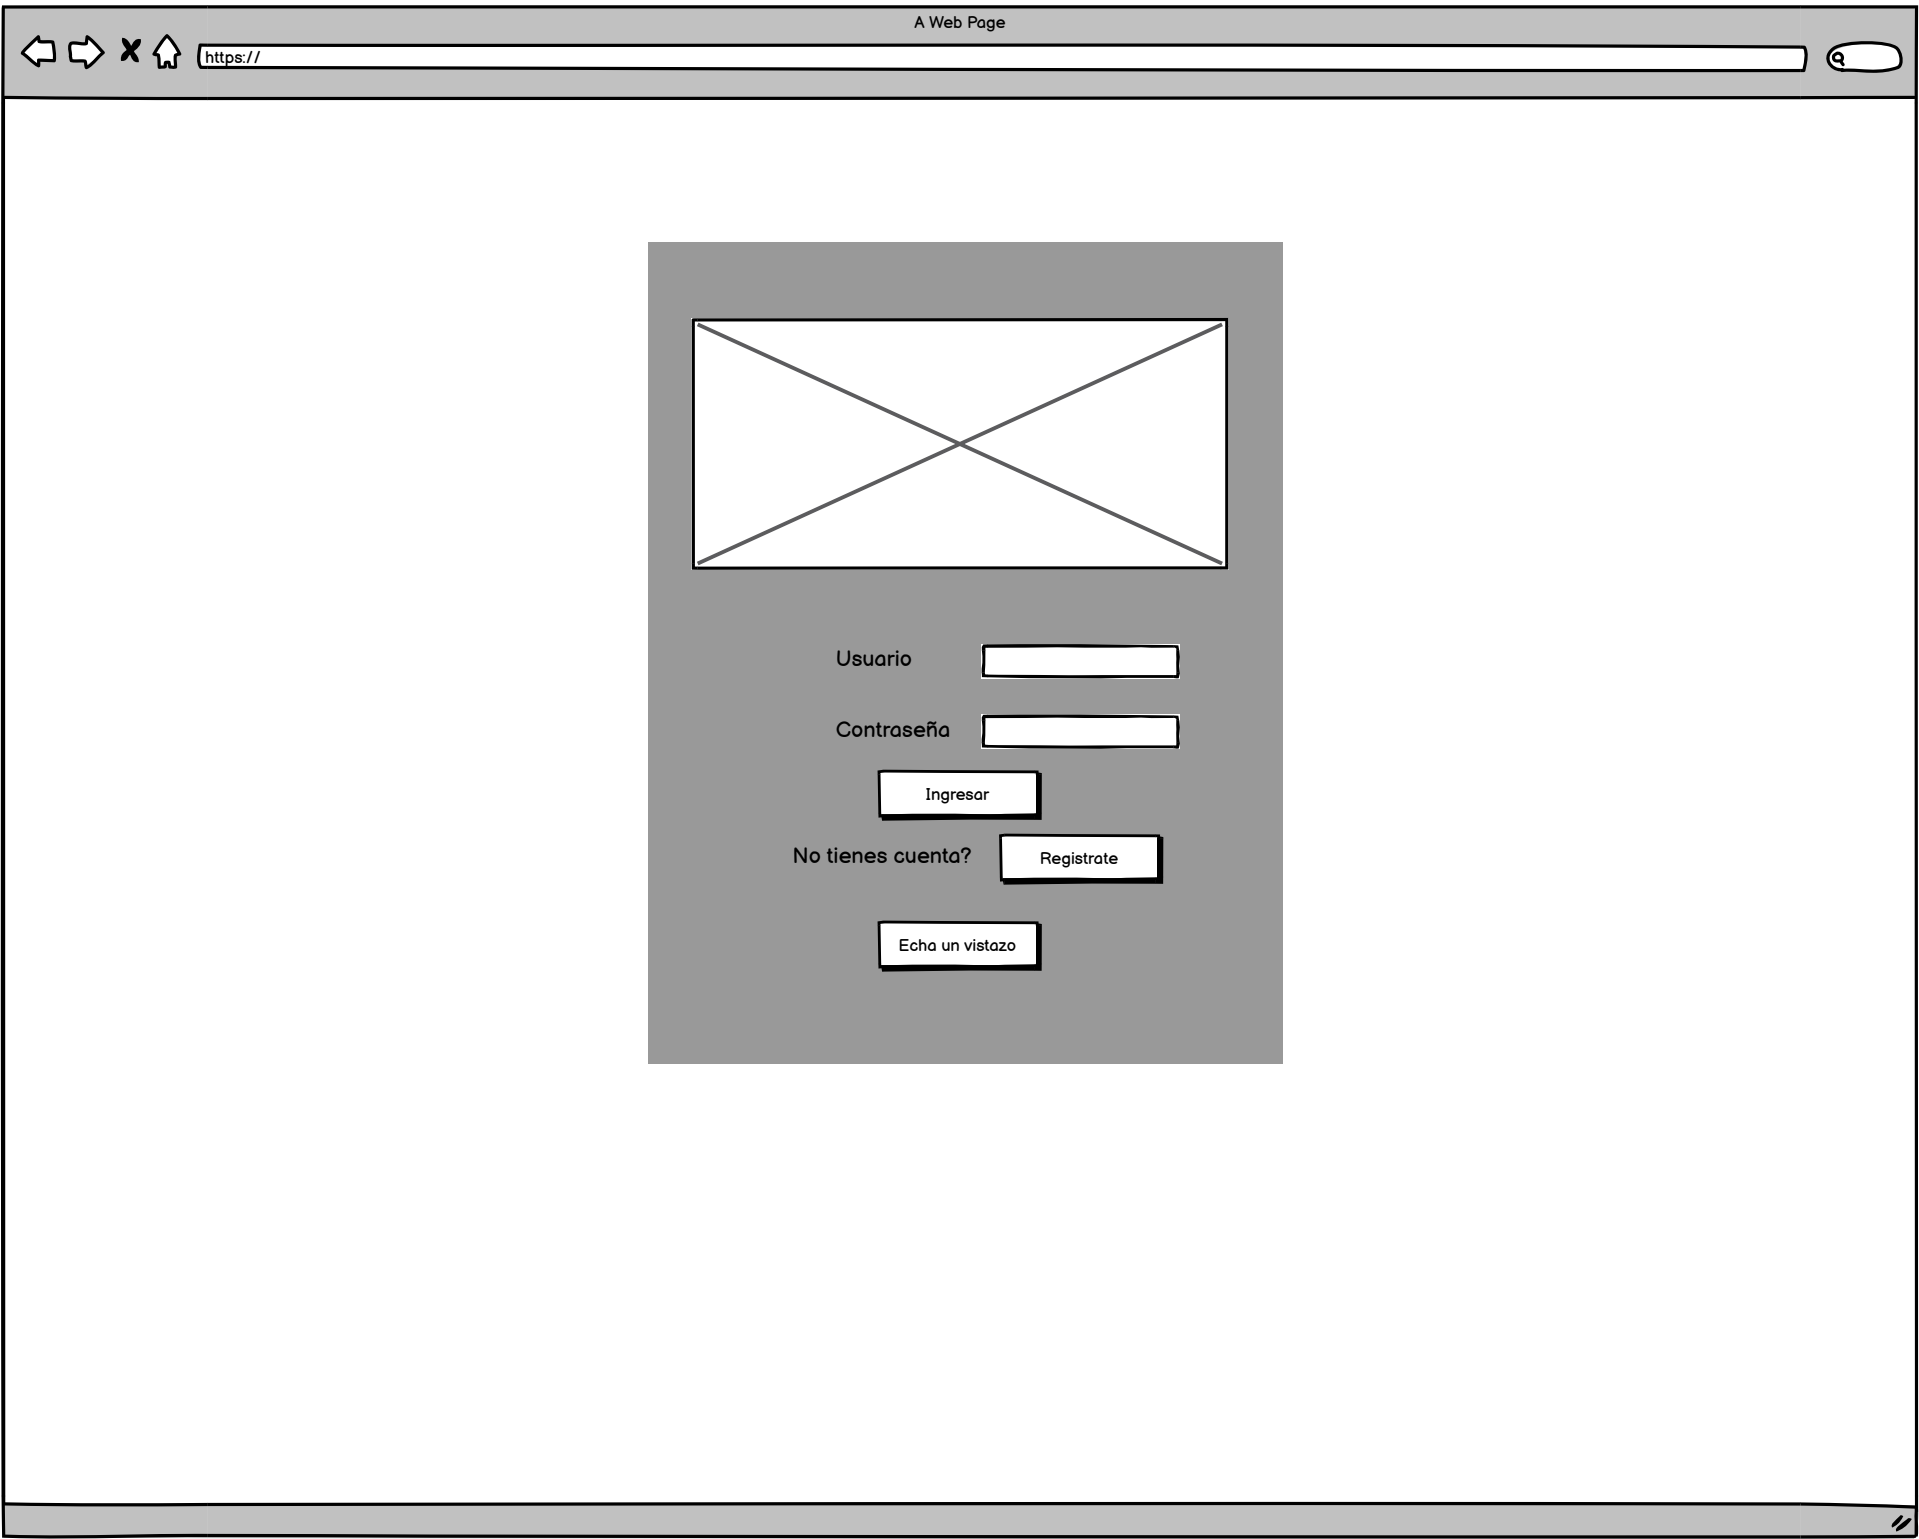 A Web Page
https://
Usuario
Contraseña
Ingresar
No tienes cuenta? Registrate
Echa un vistazo